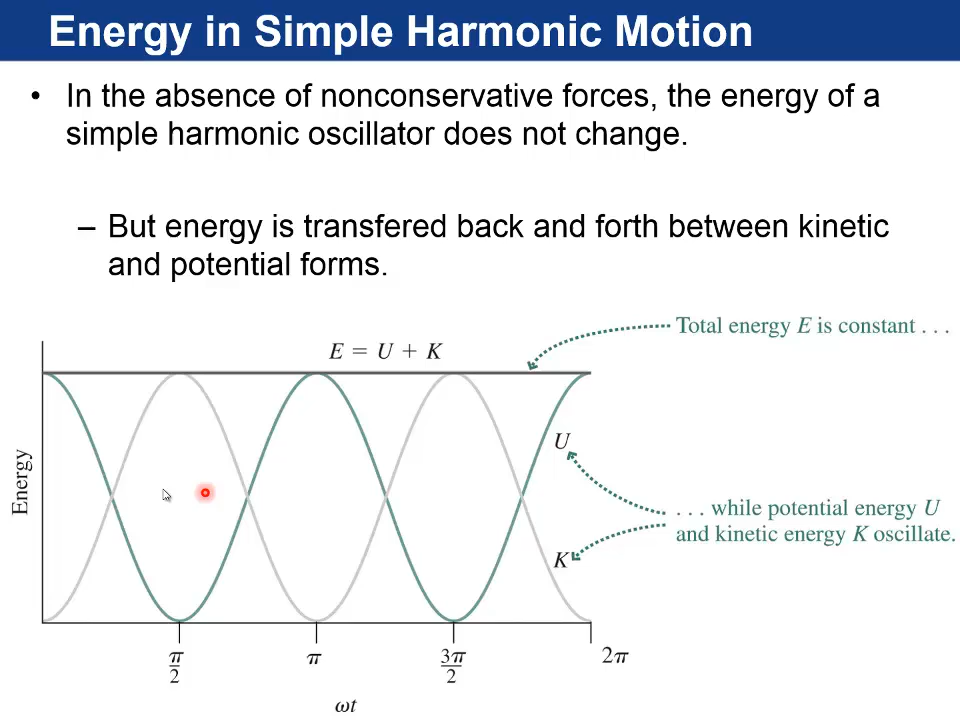 Energy in Simple Harmonic Motion
• In the absence of nonconservative forces, the energy of a
simple harmonic oscillator does not change.
– But energy is transfered back and forth between kinetic
and potential forms.
Total energy E is constant . . .
E = U + K
U
Energy
. . . while potential energy U
and kinetic energy K oscillate.
K
π/2 π 3π/2 2π
ωt